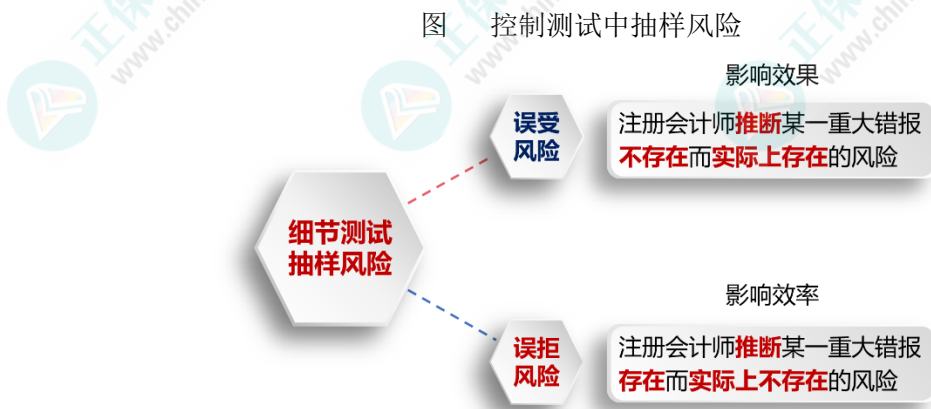 图 控制测试中抽样风险
影响效果
误受
风险
注册会计师推断某一重大错报
不存在而实际上存在的风险
细节测试
抽样风险
影响效率
误拒
风险
注册会计师推断某一重大错报
存在而实际上不存在的风险